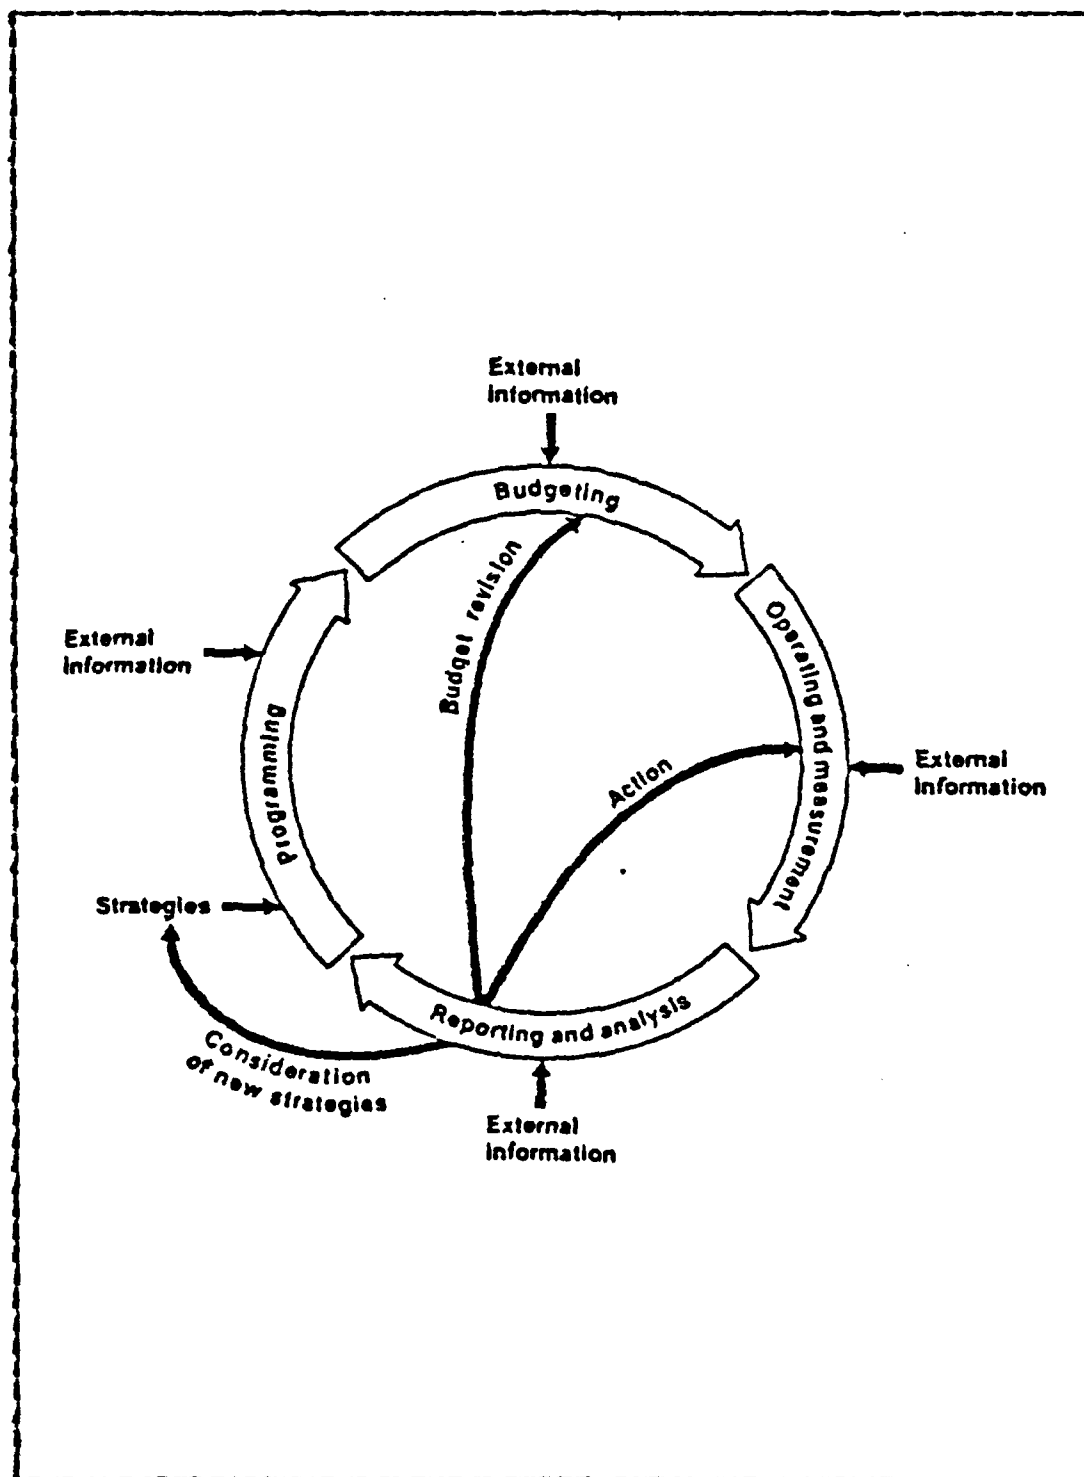 External
Information
Budgeting
Budget revision
Operating and measurement
External
Information
Programming
Action
External
Information
Strategies
Reporting and analysis
Consideration
of new strategies
External
Information